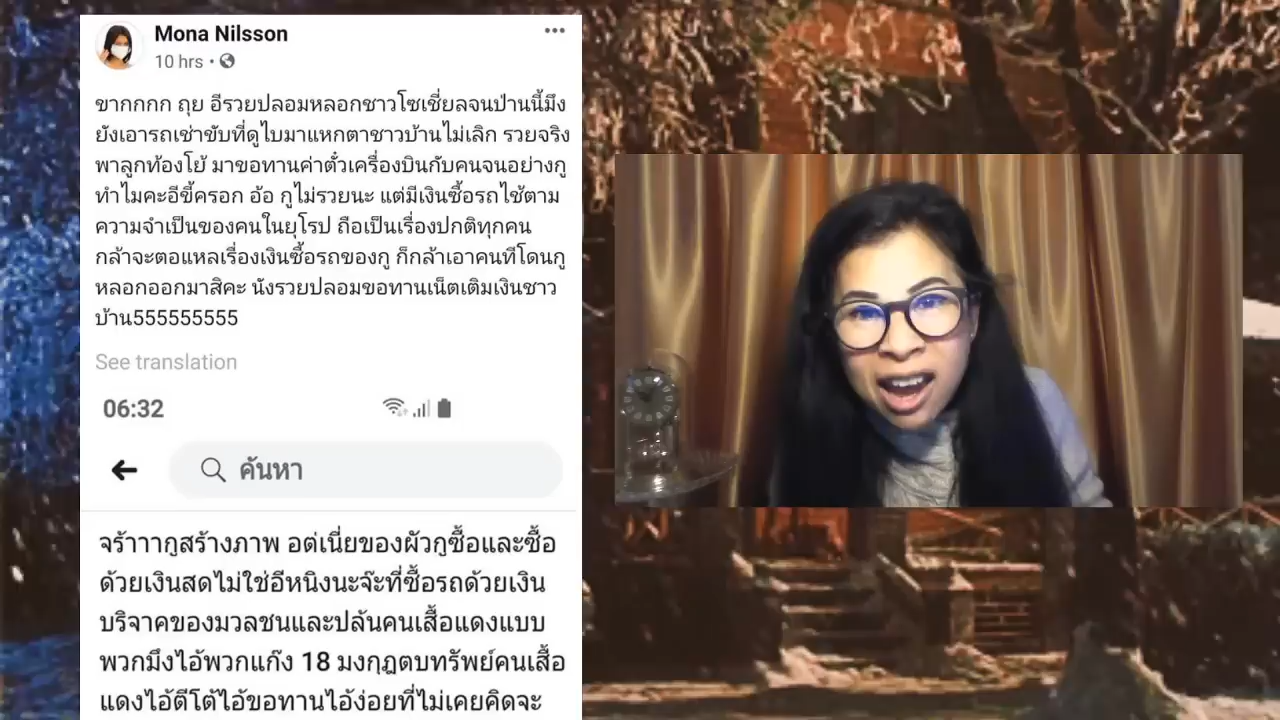 Mona Nilsson
10 hrs
ขากกกก ถุย อีรวยปลอมหลอกชาวโซเชี่ยลจนป่านนี้มึง
ยังเอารถเช่าขับที่ดูไบมาแหกตาชาวบ้านไม่เลิก รวยจริง
พาลูกท้องโย้ มาขอทานค่าตั๋วเครื่องบินกับคนจนอย่างกู
ทำไมคะอีขี้ครอก อ้อ กูไม่รวยนะ แต่มีเงินซื้อรถใช้ตาม
ความจำเป็นของคนในยุโรป ถือเป็นเรื่องปกติทุกคน
กล้าจะตอแหลเรื่องเงินซื้อรถของกู ก็กล้าเอาคนทีโดนกู
หลอกออกมาสิคะ นังรวยปลอมขอทานเน็ตเติมเงินชาว
บ้าน555555555
See translation
06:32
ค้นหา
จร้าาากูสร้างภาพ อต่เนี่ยของผัวกูซื้อและซื้อ
ด้วยเงินสดไม่ใช่อีหนิงนะจ๊ะที่ซื้อรถด้วยเงิน
บริจาคของมวลชนและปล้นคนเสื้อแดงแบบ
พวกมึงไอ้พวกแก๊ง 18 มงกุฎตบทรัพย์คนเสื้อ
แดงไอ้ตีโต้ไอ้ขอทานไอ้ง่อยที่ไม่เคยคิดจะ